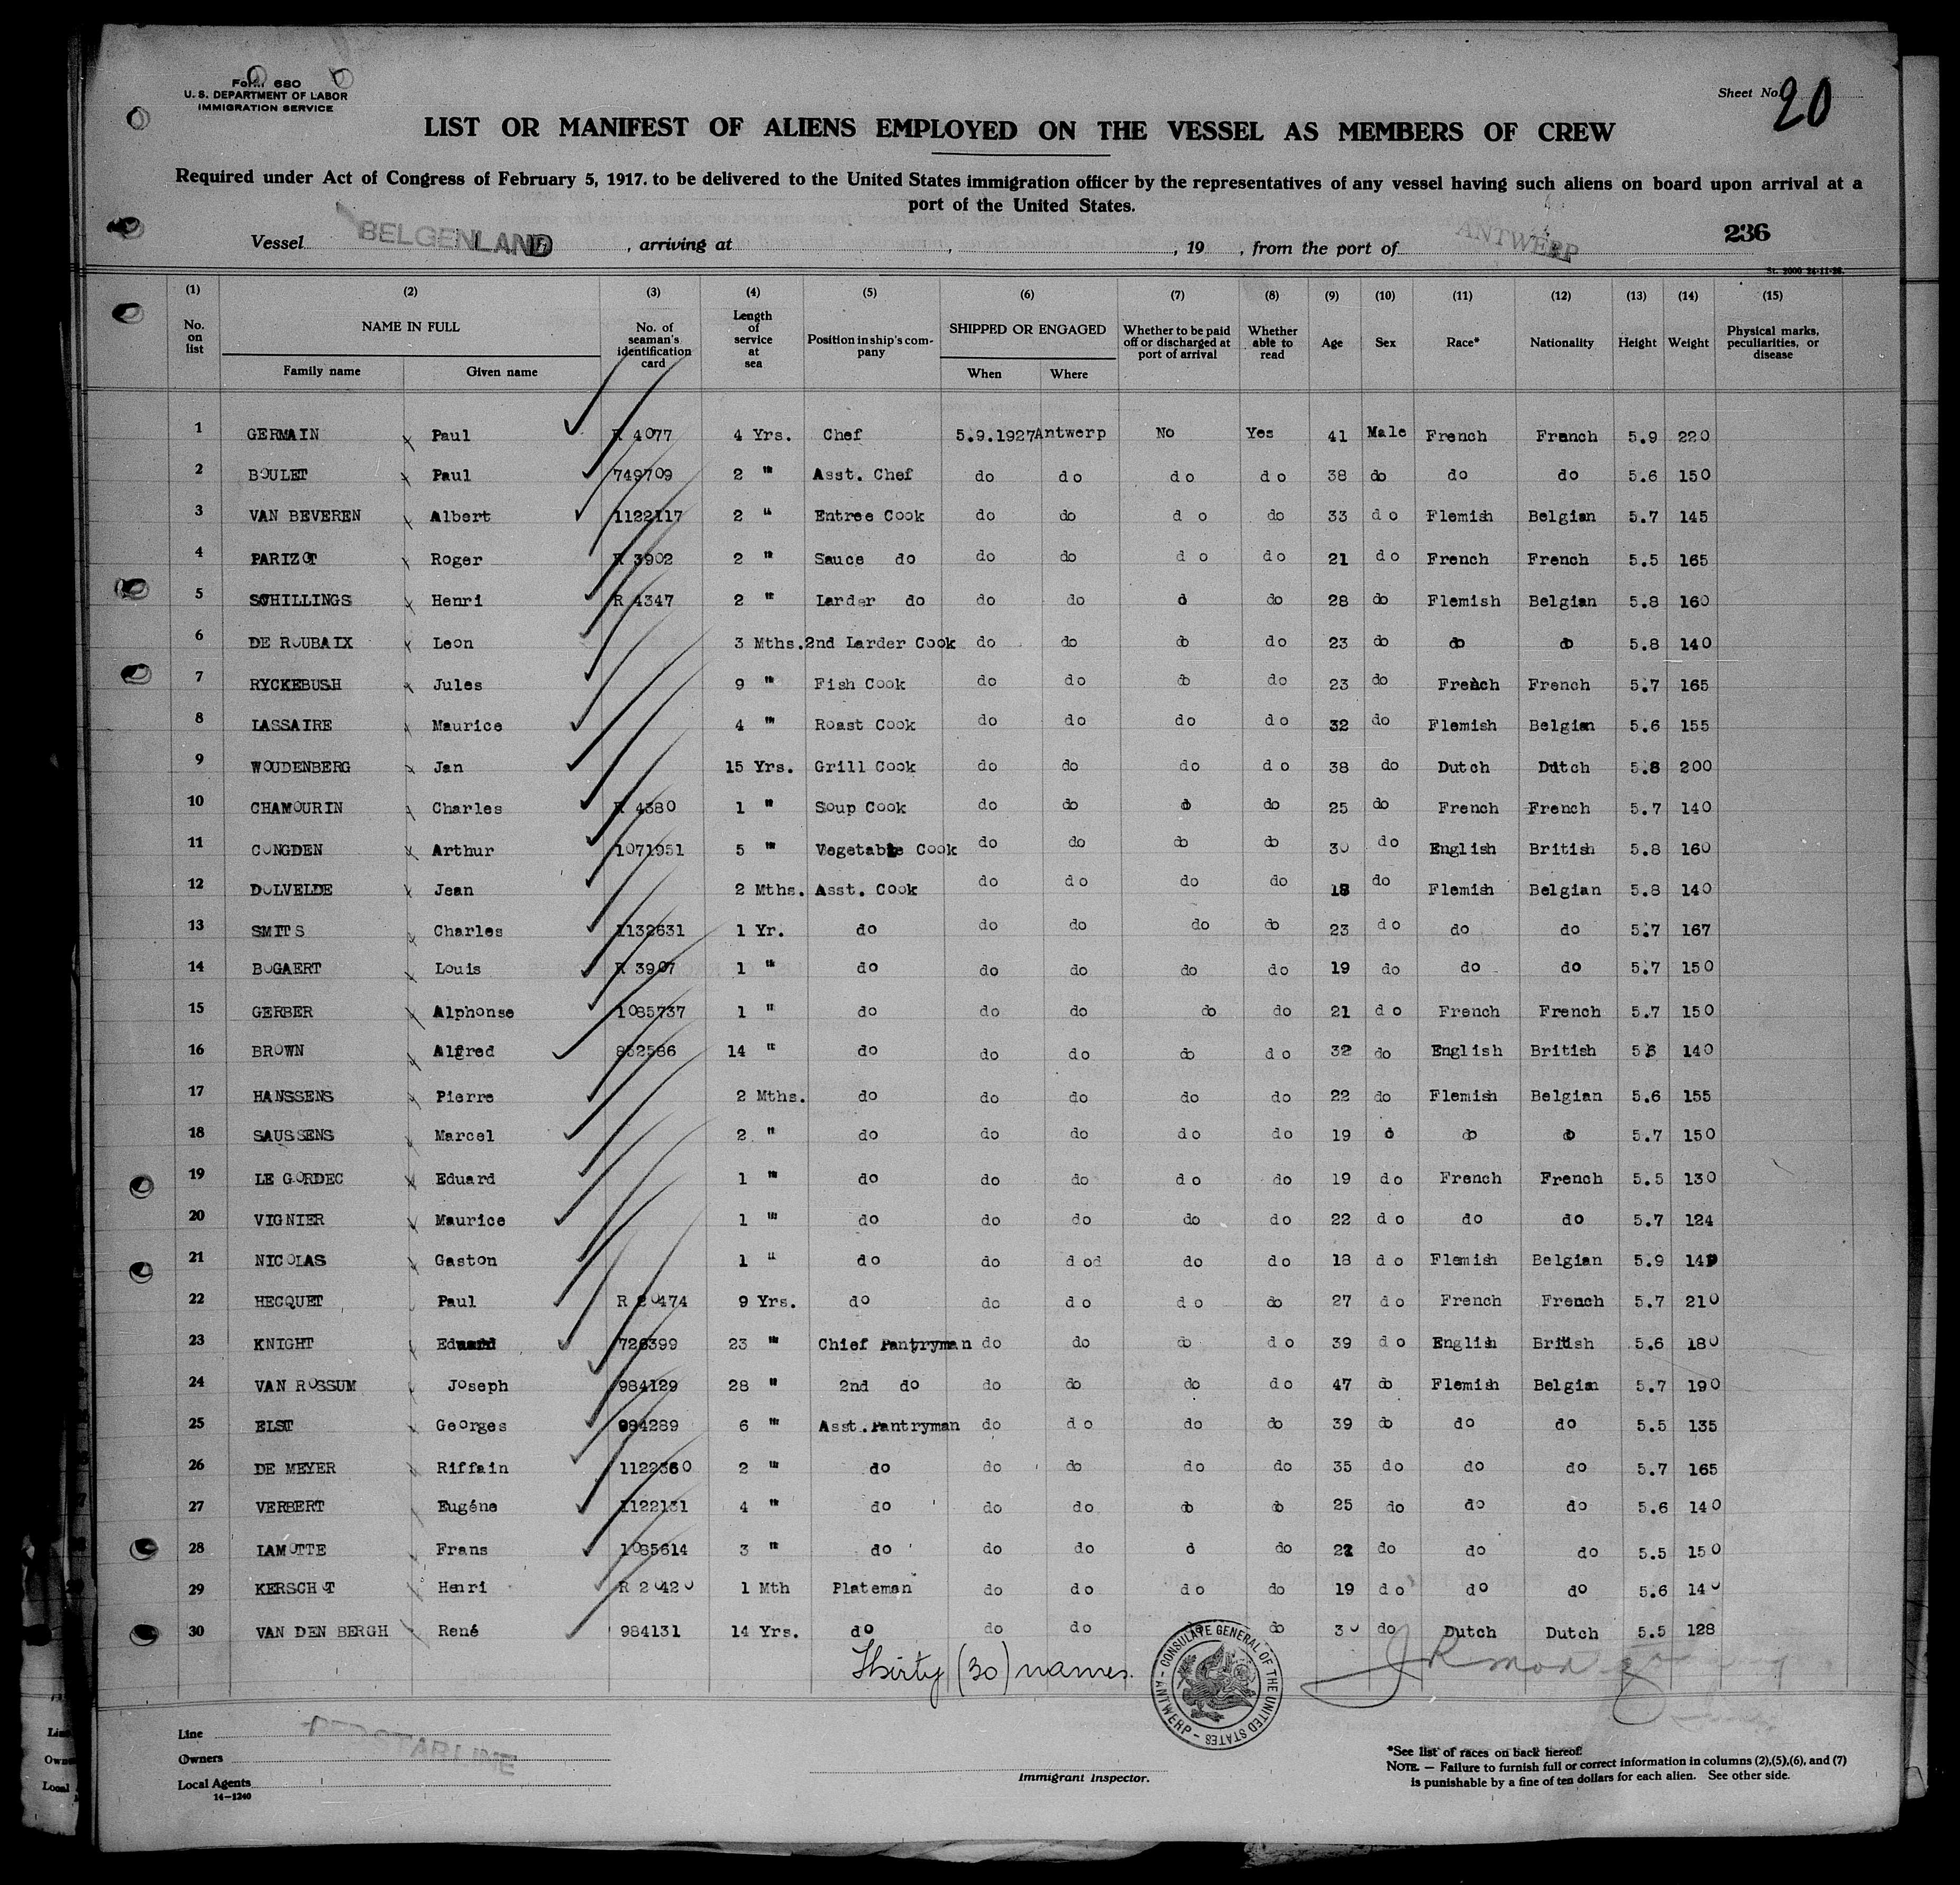 Form 680
U. S. DEPARTMENT OF LABOR
IMMIGRATION SERVICE
Sheet No. 20
LIST OR MANIFEST OF ALIENS EMPLOYED ON THE VESSEL AS MEMBERS OF CREW
Required under Act of Congress of February 5, 1917. to be delivered to the United States immigration officer by the representatives of any vessel having such aliens on board upon arrival at a
port of the United States.
Vessel BELGENLAND , arriving at , , 19 , from the port of ANTWERP 236
St. 2000 24-11-26.
(1) (2) (3) (4) (5) (6) (7) (8) (9) (10) (11) (12) (13) (14) (15)
No. on list NAME IN FULL Family name Given name No. of seaman's identification card Length of service at sea Position in ship's company SHIPPED OR ENGAGED When Where Whether to be paid off or discharged at port of arrival Whether able to read Age Sex Race* Nationality Height Weight Physical marks, peculiarities, or disease
1 GERMAIN Paul R 4077 4 Yrs. Chef 5.9.1927 Antwerp No Yes 41 Male French French 5.9 220
2 BOULET Paul 749709 2 " Asst. Chef do do do do 38 do do do 5.6 150
3 VAN BEVEREN Albert 1122117 2 " Entree Cook do do do do 33 do Flemish Belgian 5.7 145
4 PARIZOT Roger R 3902 2 " Sauce do do do do do 21 do French French 5.5 165
5 SCHILLINGS Henri R 4347 2 " Larder do do do d do 28 do Flemish Belgian 5.8 160
6 DE ROUBAIX Leon 3 Mths. 2nd Larder Cook do do do do 23 do do do 5.8 140
7 RYCKEBUSH Jules 9 " Fish Cook do do do do 23 do French French 5.7 165
8 LASSAIRE Maurice 4 " Roast Cook do do do do 32 do Flemish Belgian 5.6 155
9 WOUDENBERG Jan 15 Yrs. Grill Cook do do do do 38 do Dutch Dutch 5.8 200
10 CHAMOURIN Charles R 4380 1 " Soup Cook do do do do 25 do French French 5.7 140
11 CONGDEN Arthur 1071951 5 " Vegetable Cook do do do do 30 do English British 5.8 160
12 DOLVELDE Jean 2 Mths. Asst. Cook do do do do 18 do Flemish Belgian 5.8 140
13 SMITS Charles 1132631 1 Yr. do do do do do 23 do do do 5.7 167
14 BOGAERT Louis R 3907 1 " do do do do do 19 do do do 5.7 150
15 GERBER Alphonse 1085737 1 " do do do do do 21 do French French 5.7 150
16 BROWN Alfred 832586 14 " do do do do do 32 do English British 5.6 140
17 HANSSENS Pierre 2 Mths. do do do do do 22 do Flemish Belgian 5.6 155
18 SAUSSENS Marcel 2 " do do do do do 19 do do do 5.7 150
19 LE GORDEC Eduard 1 " do do do do do 19 do French French 5.5 130
20 VIGNIER Maurice 1 " do do do do do 22 do do do 5.7 124
21 NICOLAS Gaston 1 " do do do do do 18 do Flemish Belgian 5.9 149
22 HECQUET Paul R 20474 9 Yrs. do do do do do 27 do French French 5.7 210
23 KNIGHT Eduard 726399 23 " Chief Pantryman do do do do 39 do English British 5.6 180
24 VAN ROSSUM Joseph 984129 28 " 2nd do do do do do 47 do Flemish Belgian 5.7 190
25 ELST Georges 984289 6 " Asst. Pantryman do do do do 39 do do do 5.5 135
26 DE MEYER Riffain 1122360 2 " do do do do do 35 do do do 5.7 165
27 VERBERT Eugéne 1122131 4 " do do do do do 25 do do do 5.6 140
28 LAMOTTE Frans 1085614 3 " do do do d do 22 do do do 5.5 150
29 KERSCHOT Henri R 20420 1 Mth Plateman do do do do 19 do do do 5.6 140
30 VAN DEN BERGH René 984131 14 Yrs. do do do do do 30 do Dutch Dutch 5.5 128
Thirty (30) names.
CONSULATE GENERAL OF THE UNITED STATES - ANTWERP -
Line RED STAR LINE
Owners
Local Agents
14-1240
Immigrant Inspector.
*See list of races on back hereof.
NOTE. — Failure to furnish full or correct information in columns (2),(5),(6), and (7)
is punishable by a fine of ten dollars for each alien. See other side.